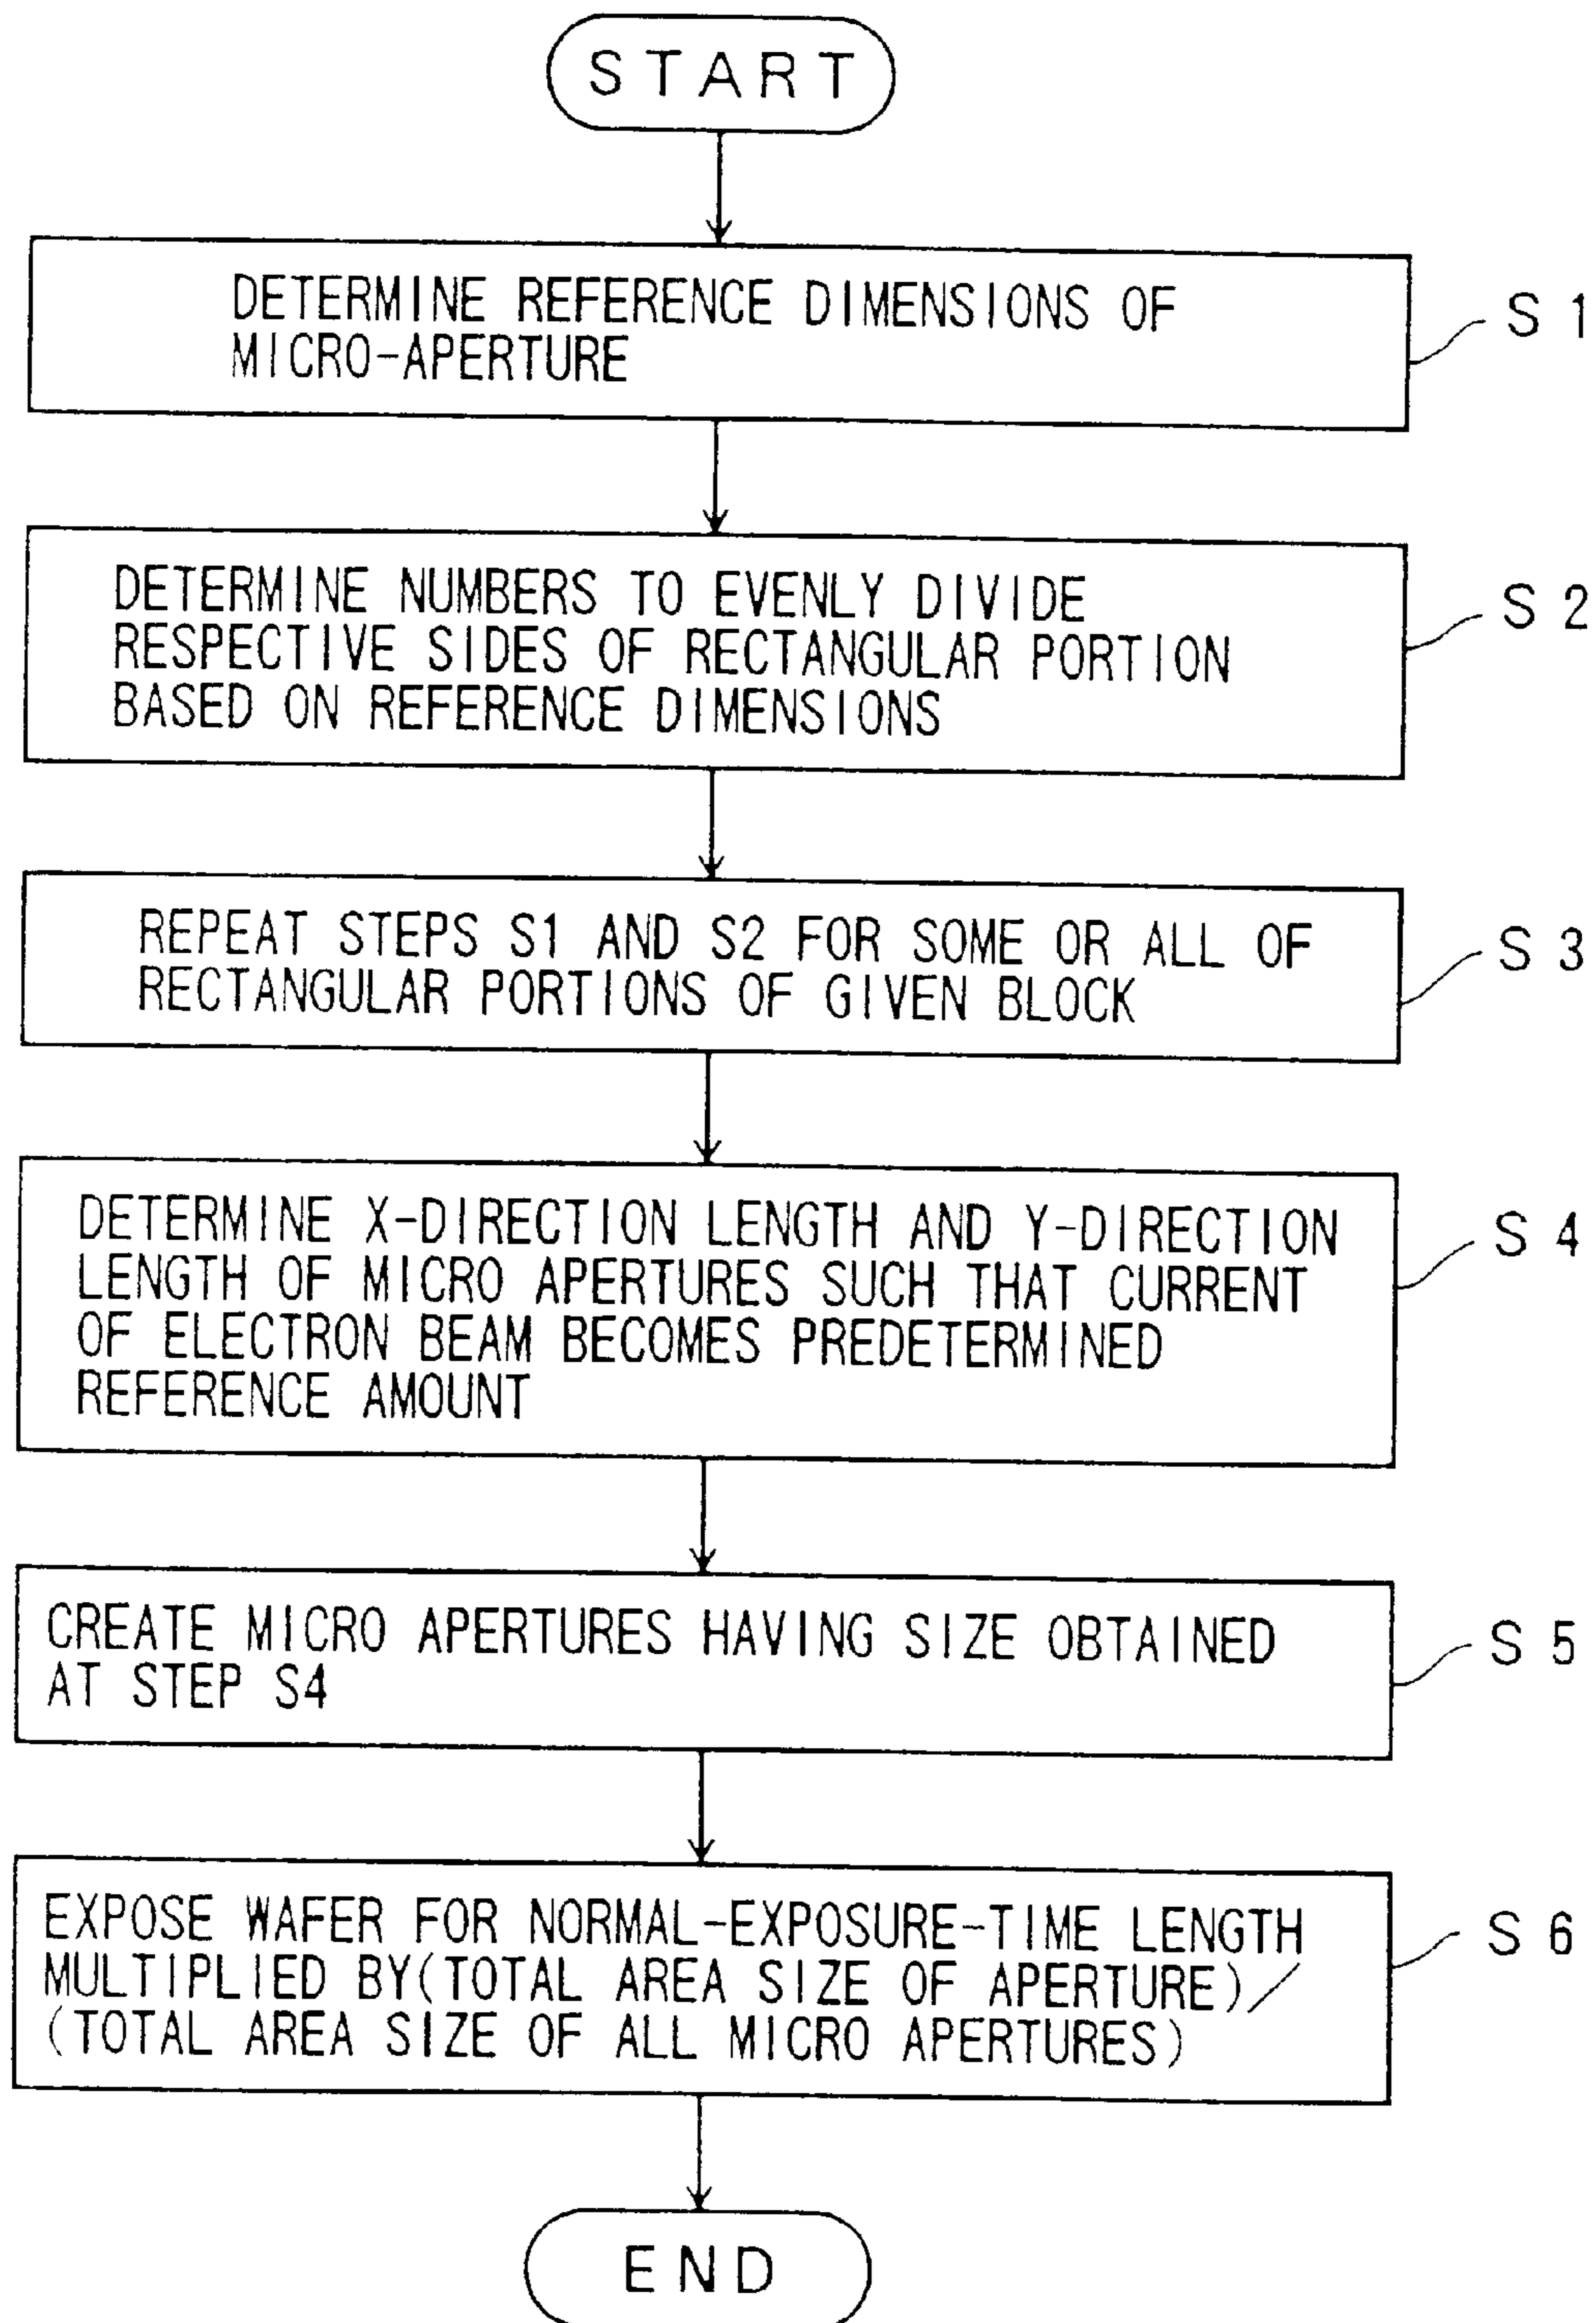 START
DETERMINE REFERENCE DIMENSIONS OF
MICRO-APERTURE
S 1
DETERMINE NUMBERS TO EVENLY DIVIDE
RESPECTIVE SIDES OF RECTANGULAR PORTION
BASED ON REFERENCE DIMENSIONS
S 2
REPEAT STEPS S1 AND S2 FOR SOME OR ALL OF
RECTANGULAR PORTIONS OF GIVEN BLOCK
S 3
DETERMINE X-DIRECTION LENGTH AND Y-DIRECTION
LENGTH OF MICRO APERTURES SUCH THAT CURRENT
OF ELECTRON BEAM BECOMES PREDETERMINED
REFERENCE AMOUNT
S 4
CREATE MICRO APERTURES HAVING SIZE OBTAINED
AT STEP S4
S 5
EXPOSE WAFER FOR NORMAL-EXPOSURE-TIME LENGTH
MULTIPLIED BY(TOTAL AREA SIZE OF APERTURE)/
(TOTAL AREA SIZE OF ALL MICRO APERTURES)
S 6
END